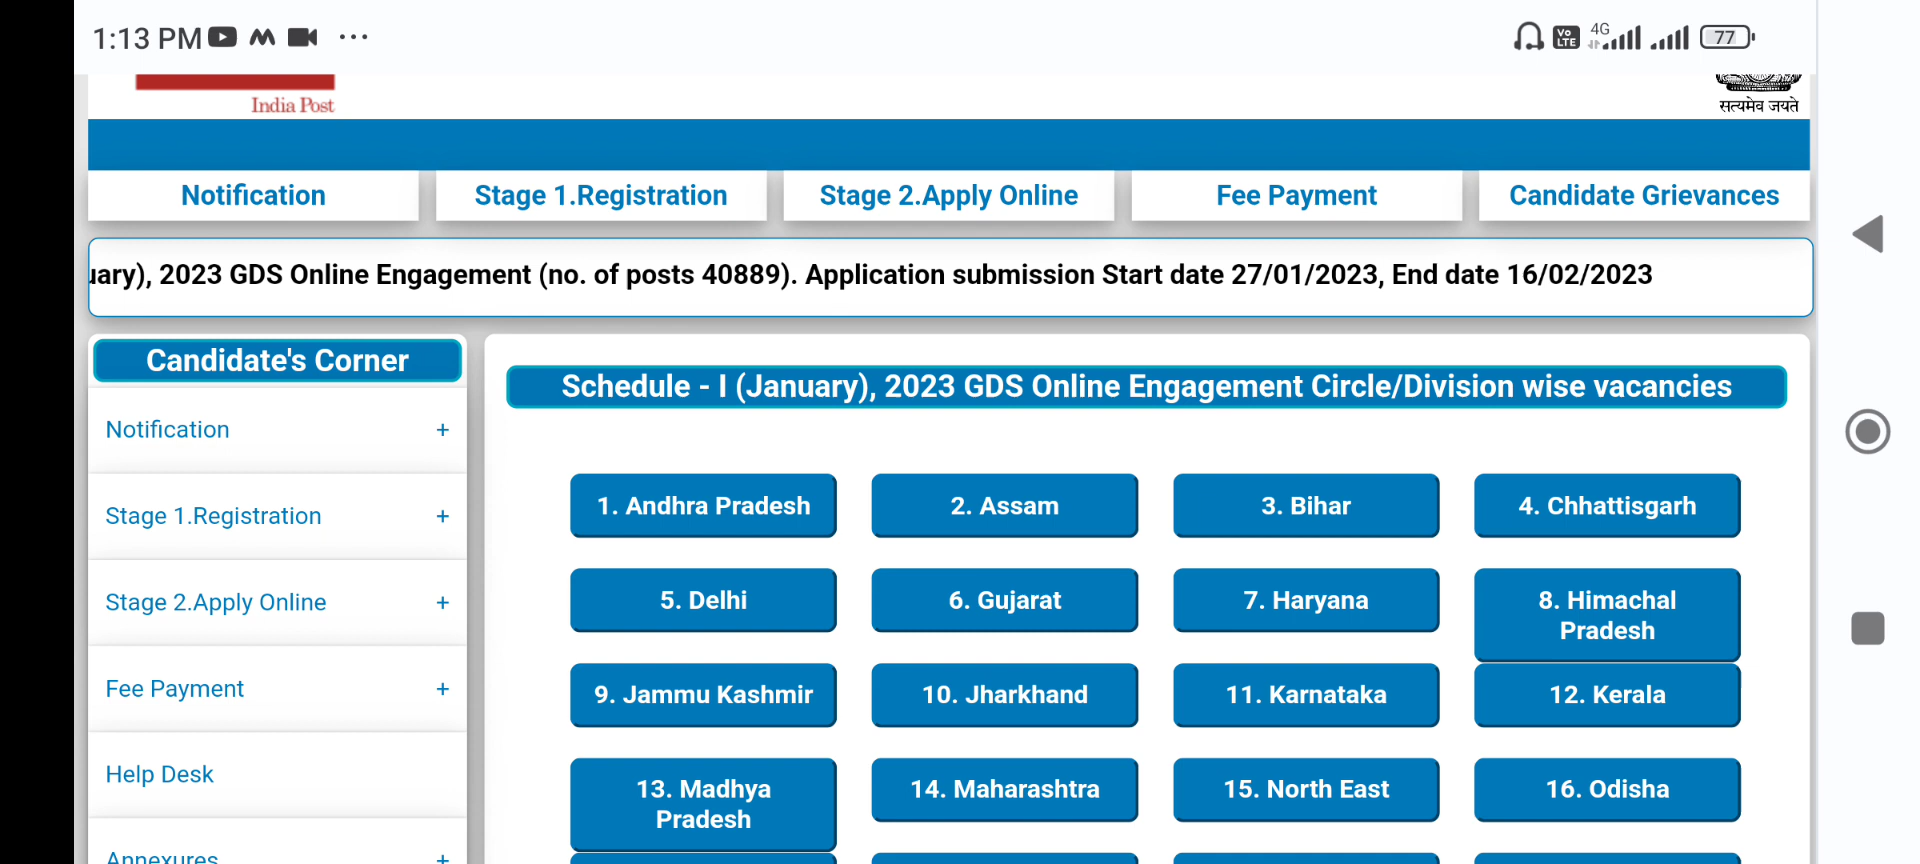 1:13 PM
Vo LTE 4G 77
India Post
सत्यमेव जयते
Notification Stage 1.Registration Stage 2.Apply Online Fee Payment Candidate Grievances
uary), 2023 GDS Online Engagement (no. of posts 40889). Application submission Start date 27/01/2023, End date 16/02/2023
Candidate's Corner
Notification +
Stage 1.Registration +
Stage 2.Apply Online +
Fee Payment +
Help Desk
Annexures +
Schedule - I (January), 2023 GDS Online Engagement Circle/Division wise vacancies
1. Andhra Pradesh 2. Assam 3. Bihar 4. Chhattisgarh
5. Delhi 6. Gujarat 7. Haryana 8. Himachal
Pradesh
9. Jammu Kashmir 10. Jharkhand 11. Karnataka 12. Kerala
13. Madhya 14. Maharashtra 15. North East 16. Odisha
Pradesh